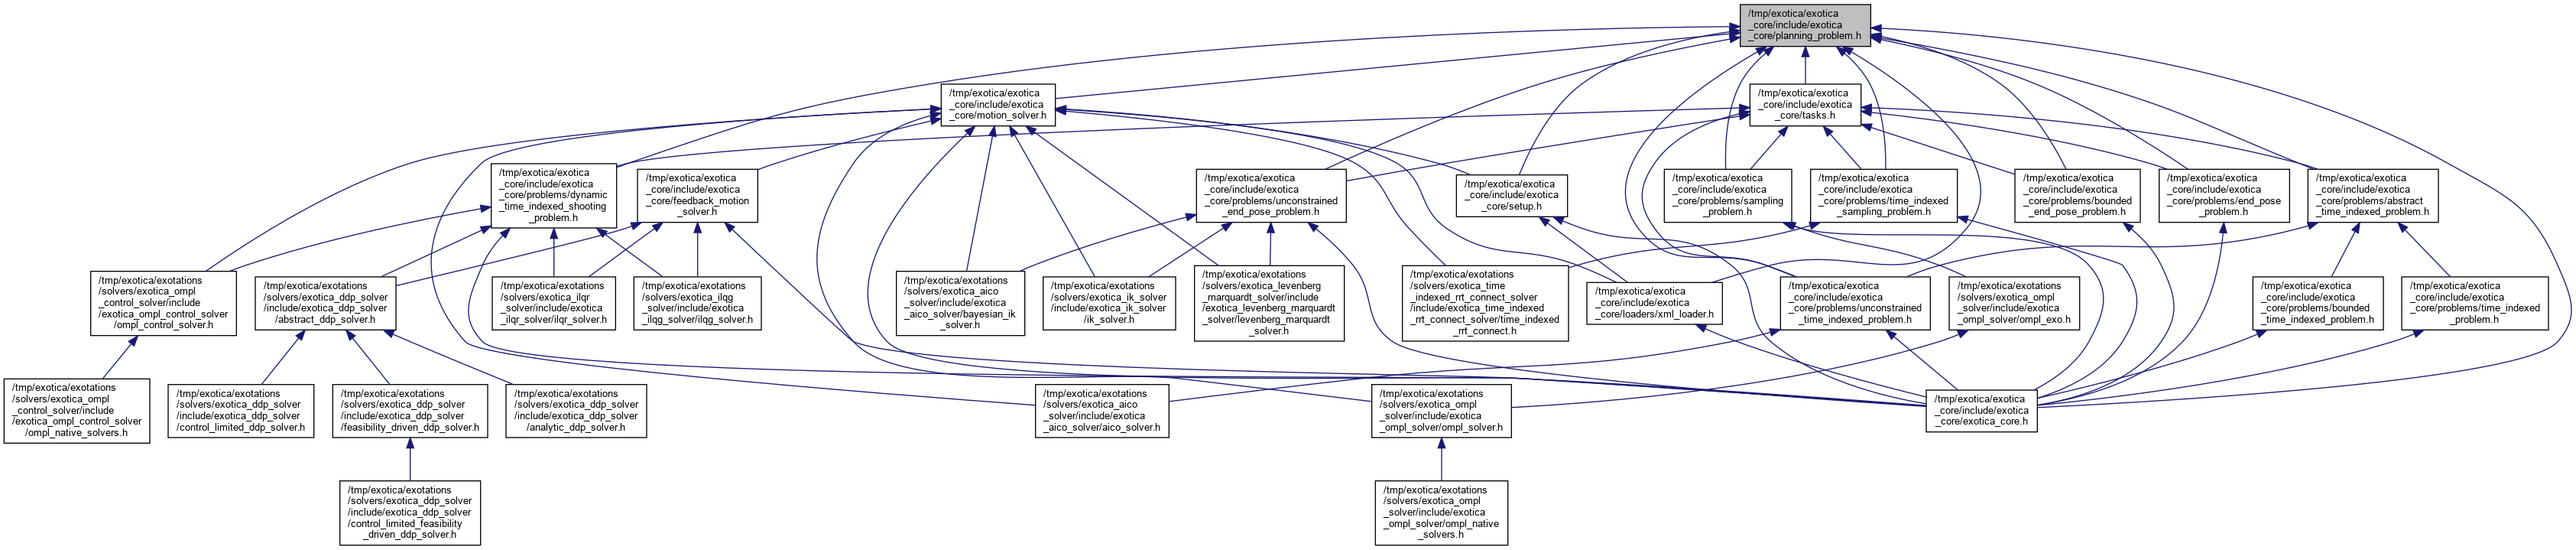 /tmp/exotica/exotica
_core/include/exotica
_core/planning_problem.h
/tmp/exotica/exotica
_core/include/exotica
_core/motion_solver.h
/tmp/exotica/exotica
_core/include/exotica
_core/tasks.h
/tmp/exotica/exotica
_core/include/exotica
_core/problems/dynamic
_time_indexed_shooting
_problem.h
/tmp/exotica/exotica
_core/include/exotica
_core/feedback_motion
_solver.h
/tmp/exotica/exotica
_core/include/exotica
_core/problems/unconstrained
_end_pose_problem.h
/tmp/exotica/exotica
_core/include/exotica
_core/setup.h
/tmp/exotica/exotica
_core/include/exotica
_core/problems/sampling
_problem.h
/tmp/exotica/exotica
_core/include/exotica
_core/problems/time_indexed
_sampling_problem.h
/tmp/exotica/exotica
_core/include/exotica
_core/problems/bounded
_end_pose_problem.h
/tmp/exotica/exotica
_core/include/exotica
_core/problems/end_pose
_problem.h
/tmp/exotica/exotica
_core/include/exotica
_core/problems/abstract
_time_indexed_problem.h
/tmp/exotica/exotations
/solvers/exotica_ompl
_control_solver/include
/exotica_ompl_control_solver
/ompl_control_solver.h
/tmp/exotica/exotations
/solvers/exotica_ddp_solver
/include/exotica_ddp_solver
/abstract_ddp_solver.h
/tmp/exotica/exotations
/solvers/exotica_ilqr
_solver/include/exotica
_ilqr_solver/ilqr_solver.h
/tmp/exotica/exotations
/solvers/exotica_ilqg
_solver/include/exotica
_ilqg_solver/ilqg_solver.h
/tmp/exotica/exotations
/solvers/exotica_aico
_solver/include/exotica
_aico_solver/bayesian_ik
_solver.h
/tmp/exotica/exotations
/solvers/exotica_ik_solver
/include/exotica_ik_solver
/ik_solver.h
/tmp/exotica/exotations
/solvers/exotica_levenberg
_marquardt_solver/include
/exotica_levenberg_marquardt
_solver/levenberg_marquardt
_solver.h
/tmp/exotica/exotations
/solvers/exotica_time
_indexed_rrt_connect_solver
/include/exotica_time_indexed
_rrt_connect_solver/time_indexed
_rrt_connect.h
/tmp/exotica/exotica
_core/include/exotica
_core/loaders/xml_loader.h
/tmp/exotica/exotica
_core/include/exotica
_core/problems/unconstrained
_time_indexed_problem.h
/tmp/exotica/exotations
/solvers/exotica_ompl
_solver/include/exotica
_ompl_solver/ompl_exo.h
/tmp/exotica/exotica
_core/include/exotica
_core/problems/bounded
_time_indexed_problem.h
/tmp/exotica/exotica
_core/include/exotica
_core/problems/time_indexed
_problem.h
/tmp/exotica/exotations
/solvers/exotica_ompl
_control_solver/include
/exotica_ompl_control_solver
/ompl_native_solvers.h
/tmp/exotica/exotations
/solvers/exotica_ddp_solver
/include/exotica_ddp_solver
/control_limited_ddp_solver.h
/tmp/exotica/exotations
/solvers/exotica_ddp_solver
/include/exotica_ddp_solver
/feasibility_driven_ddp_solver.h
/tmp/exotica/exotations
/solvers/exotica_ddp_solver
/include/exotica_ddp_solver
/analytic_ddp_solver.h
/tmp/exotica/exotations
/solvers/exotica_aico
_solver/include/exotica
_aico_solver/aico_solver.h
/tmp/exotica/exotations
/solvers/exotica_ompl
_solver/include/exotica
_ompl_solver/ompl_solver.h
/tmp/exotica/exotica
_core/include/exotica
_core/exotica_core.h
/tmp/exotica/exotations
/solvers/exotica_ddp_solver
/include/exotica_ddp_solver
/control_limited_feasibility
_driven_ddp_solver.h
/tmp/exotica/exotations
/solvers/exotica_ompl
_solver/include/exotica
_ompl_solver/ompl_native
_solvers.h